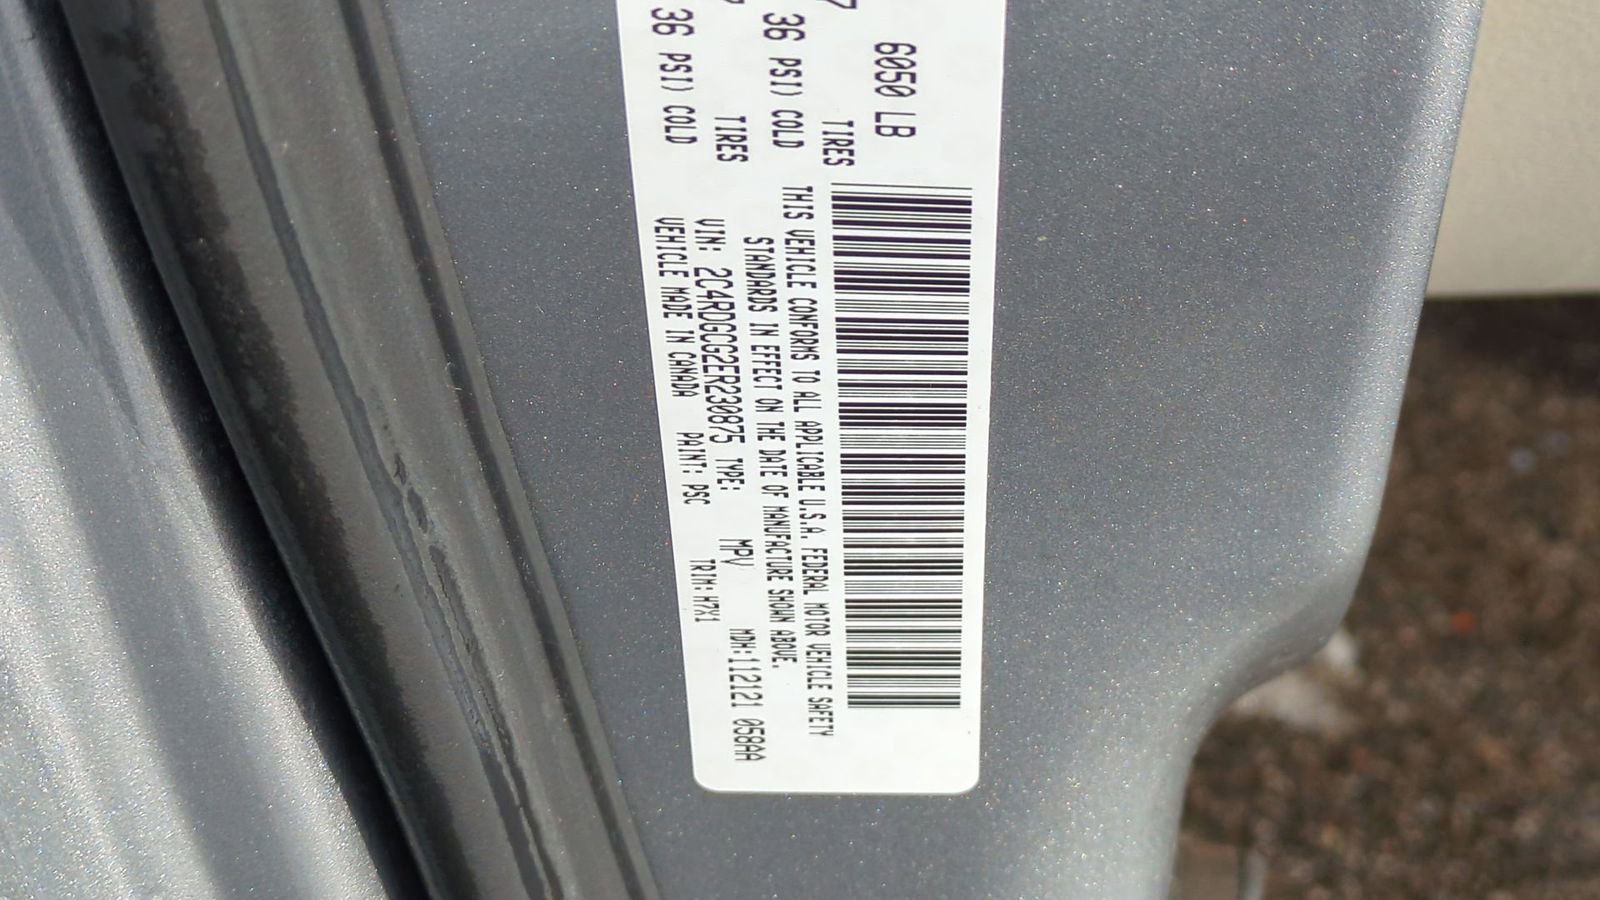 6050 LB
7 TIRES
36 PSI) COLD
7 TIRES
36 PSI) COLD
THIS VEHICLE CONFORMS TO ALL APPLICABLE U.S.A. FEDERAL MOTOR VEHICLE SAFETY
STANDARDS IN EFFECT ON THE DATE OF MANUFACTURE SHOWN ABOVE.
VIN: 2C4RDGCG2ER230875 TYPE: MPV MDH:112121 058AA
VEHICLE MADE IN CANADA PAINT: PSC TRIM:H7X1